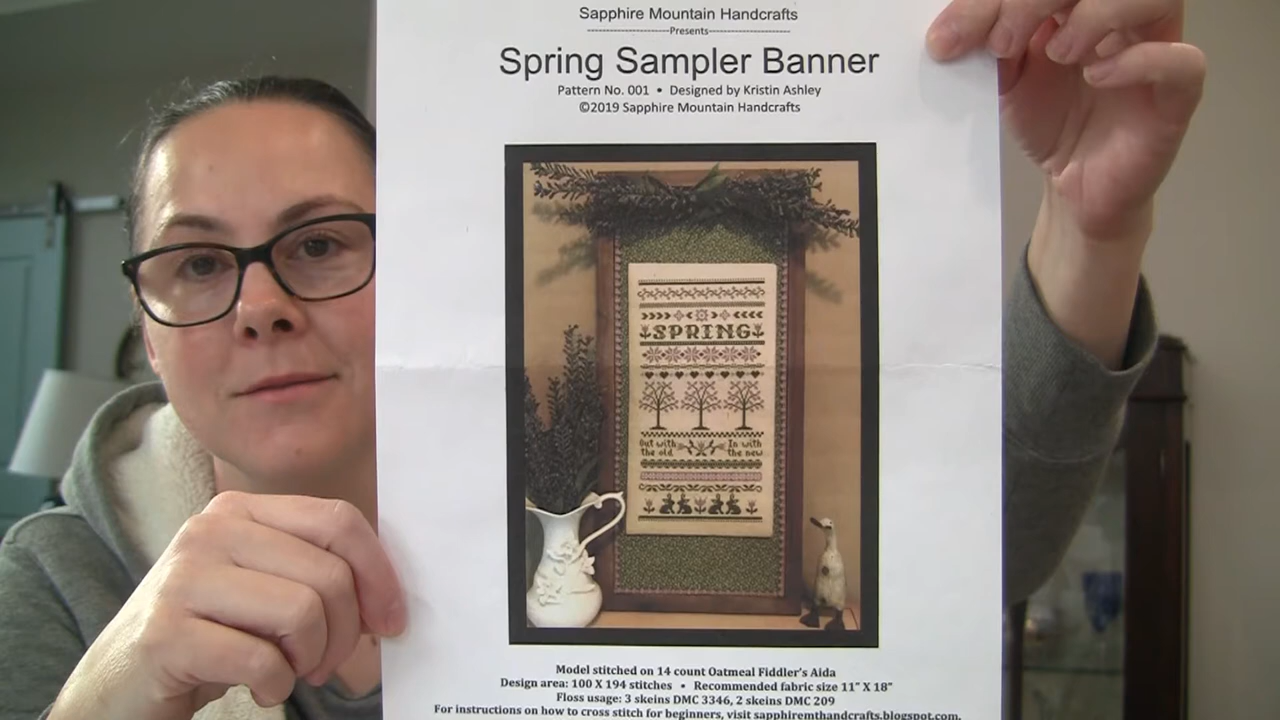 Sapphire Mountain Handcrafts
-----------------------Presents-----------------------
Spring Sampler Banner
Pattern No. 001 • Designed by Kristin Ashley
©2019 Sapphire Mountain Handcrafts
SPRING
Out with In with
the old the new
Model stitched on 14 count Oatmeal Fiddler's Aida
Design area: 100 X 194 stitches • Recommended fabric size 11" X 18"
Floss usage: 3 skeins DMC 3346, 2 skeins DMC 209
For instructions on how to cross stitch for beginners, visit sapphiremthandcrafts.blogspot.com.